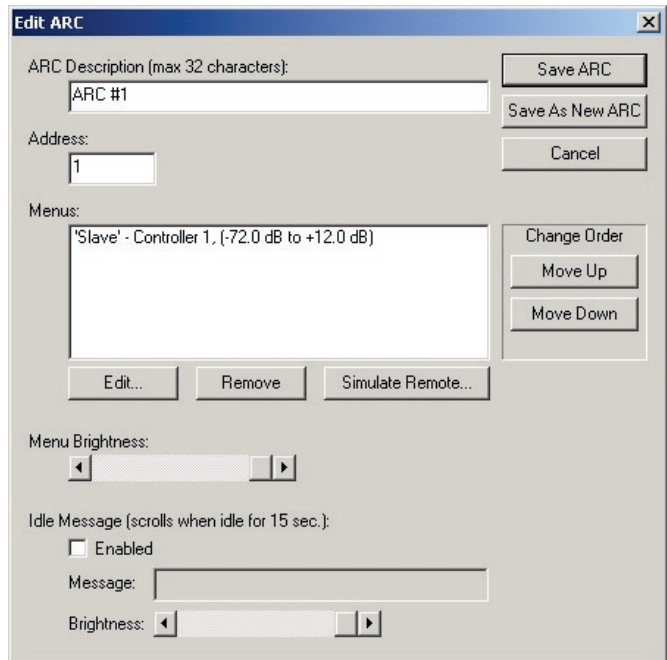 Edit ARC
ARC Description (max 32 characters):
ARC #1
Save ARC
Save As New ARC
Cancel
Address:
1
Menus:
'Slave' - Controller 1, (-72.0 dB to +12.0 dB)
Change Order
Move Up
Move Down
Edit...
Remove
Simulate Remote...
Menu Brightness:
Idle Message (scrolls when idle for 15 sec.):
Enabled
Message:
Brightness: